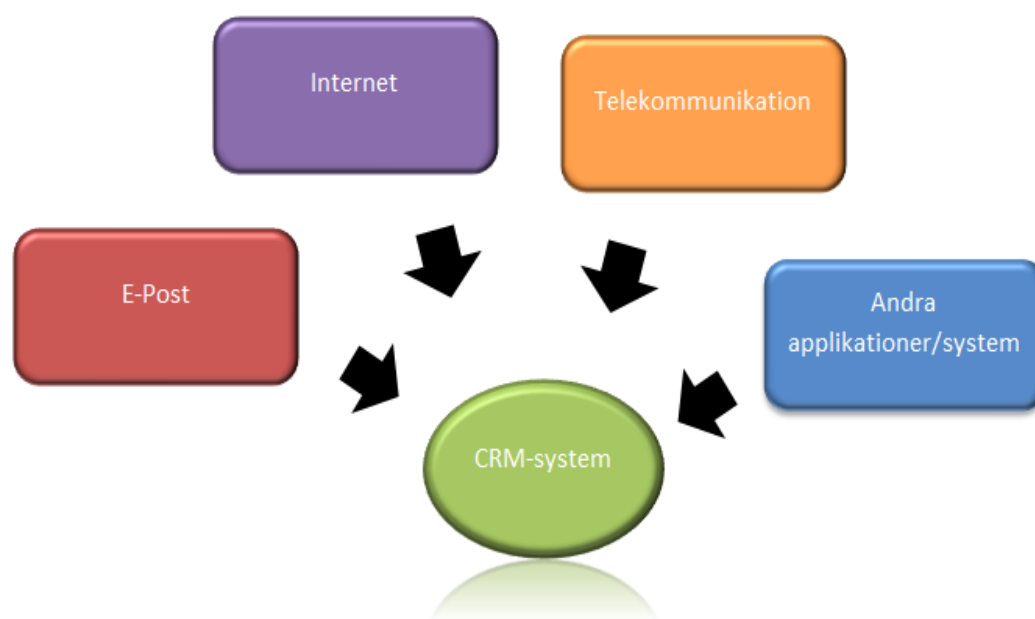 Internet
Telekommunikation
E-Post
Andra
applikationer/system
CRM-system